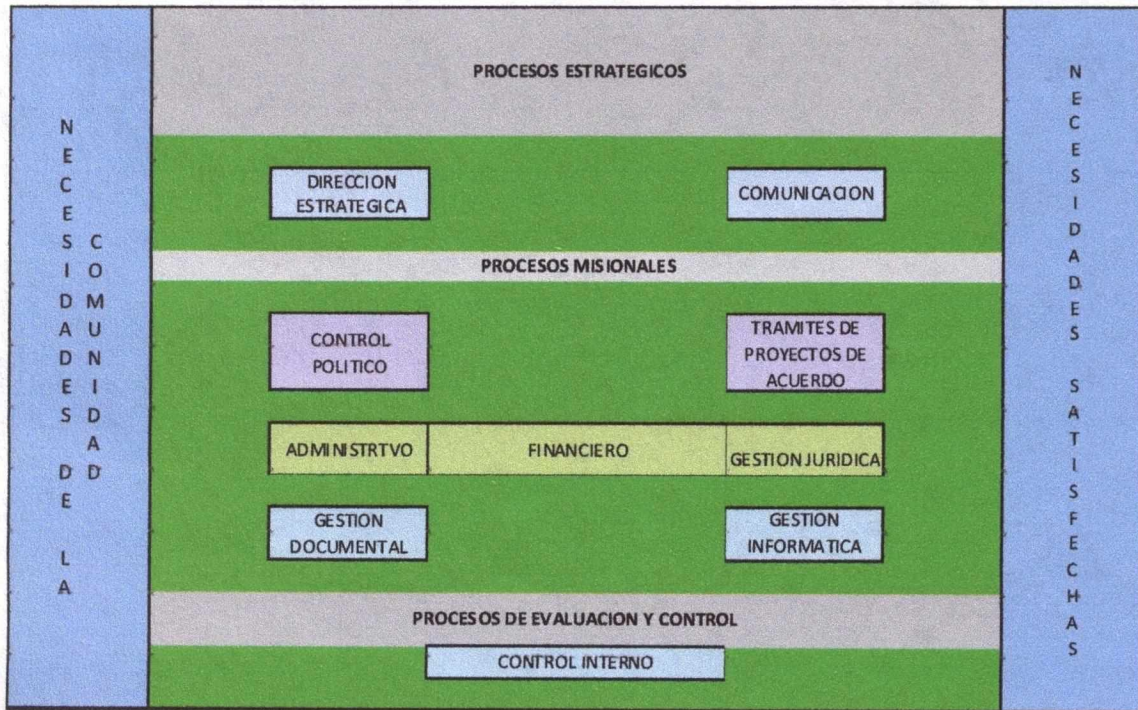 NECESIDADES DE LA
COMUNIDAD
PROCESOS ESTRATEGICOS
DIRECCION
ESTRATEGICA
COMUNICACION
PROCESOS MISIONALES
CONTROL
POLITICO
TRAMITES DE
PROYECTOS DE
ACUERDO
ADMINISTRTVO
FINANCIERO
GESTION JURIDICA
GESTION
DOCUMENTAL
GESTION
INFORMATICA
PROCESOS DE EVALUACION Y CONTROL
CONTROL INTERNO
NECESIDADES SATISFECHAS